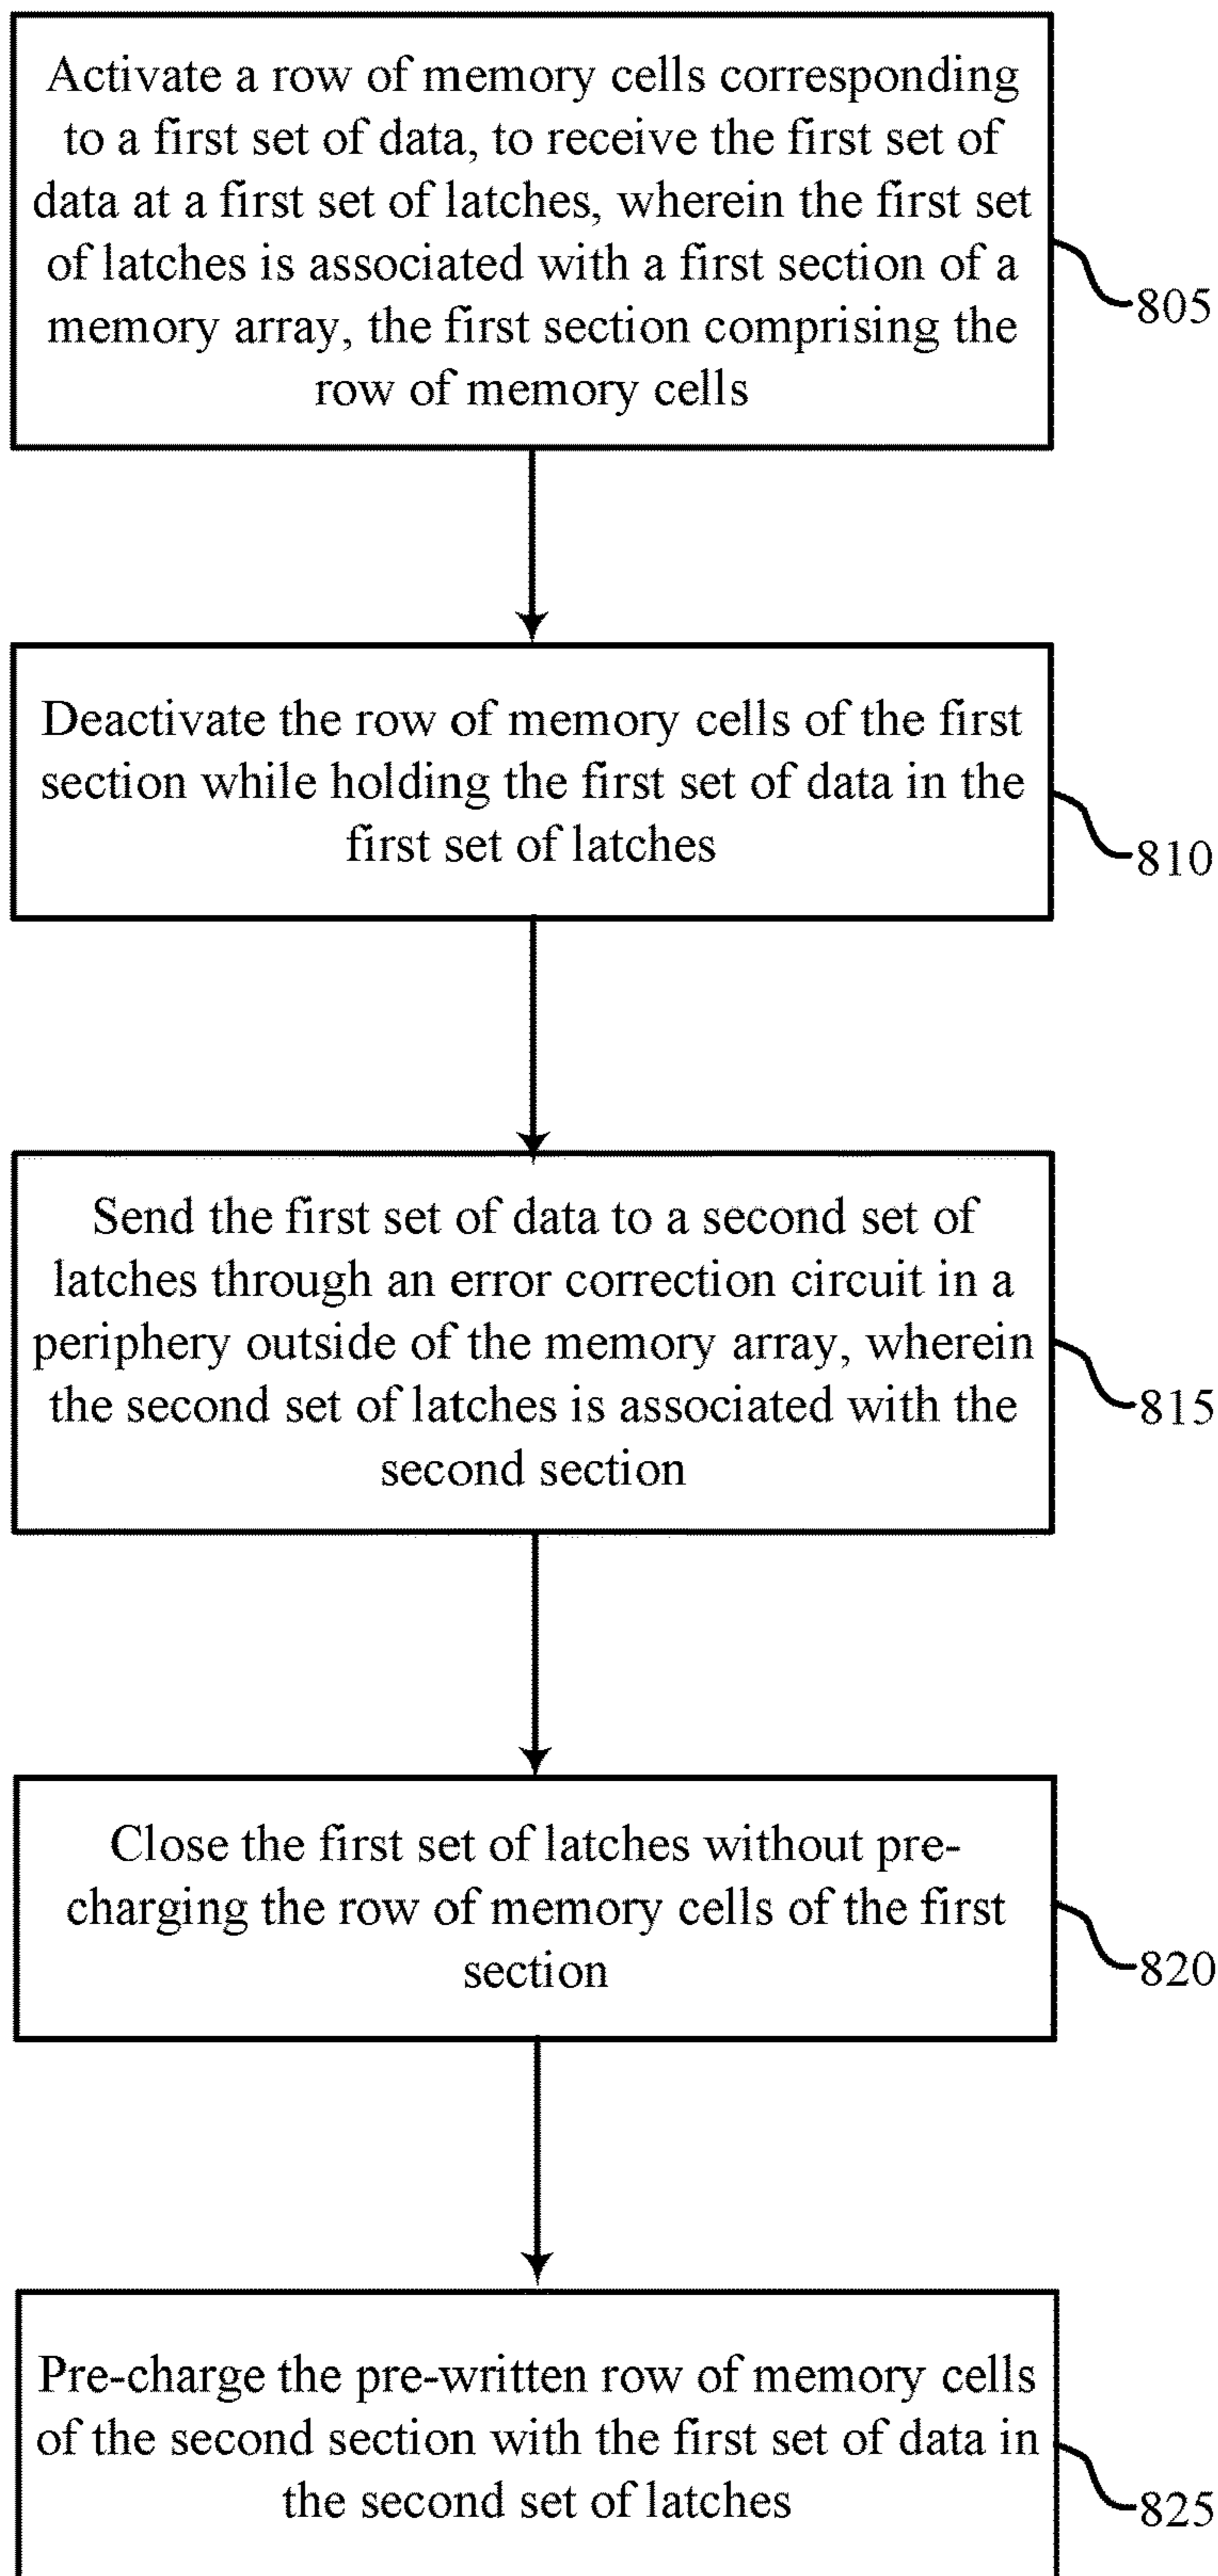 Activate a row of memory cells corresponding
to a first set of data, to receive the first set of
data at a first set of latches, wherein the first set
of latches is associated with a first section of a
memory array, the first section comprising the
row of memory cells
805
Deactivate the row of memory cells of the first
section while holding the first set of data in the
first set of latches
810
Send the first set of data to a second set of
latches through an error correction circuit in a
periphery outside of the memory array, wherein
the second set of latches is associated with the
second section
815
Close the first set of latches without pre-
charging the row of memory cells of the first
section
820
Pre-charge the pre-written row of memory cells
of the second section with the first set of data in
the second set of latches
825